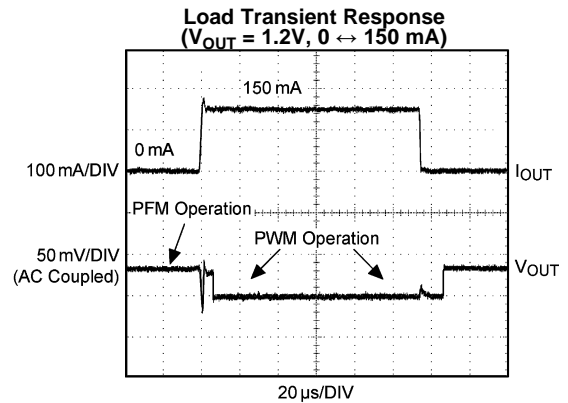 Load Transient Response
(VOUT = 1.2V, 0 ↔ 150 mA)
150 mA
0 mA
100 mA/DIV
IOUT
PFM Operation
50 mV/DIV
(AC Coupled)
PWM Operation
VOUT
20 µs/DIV